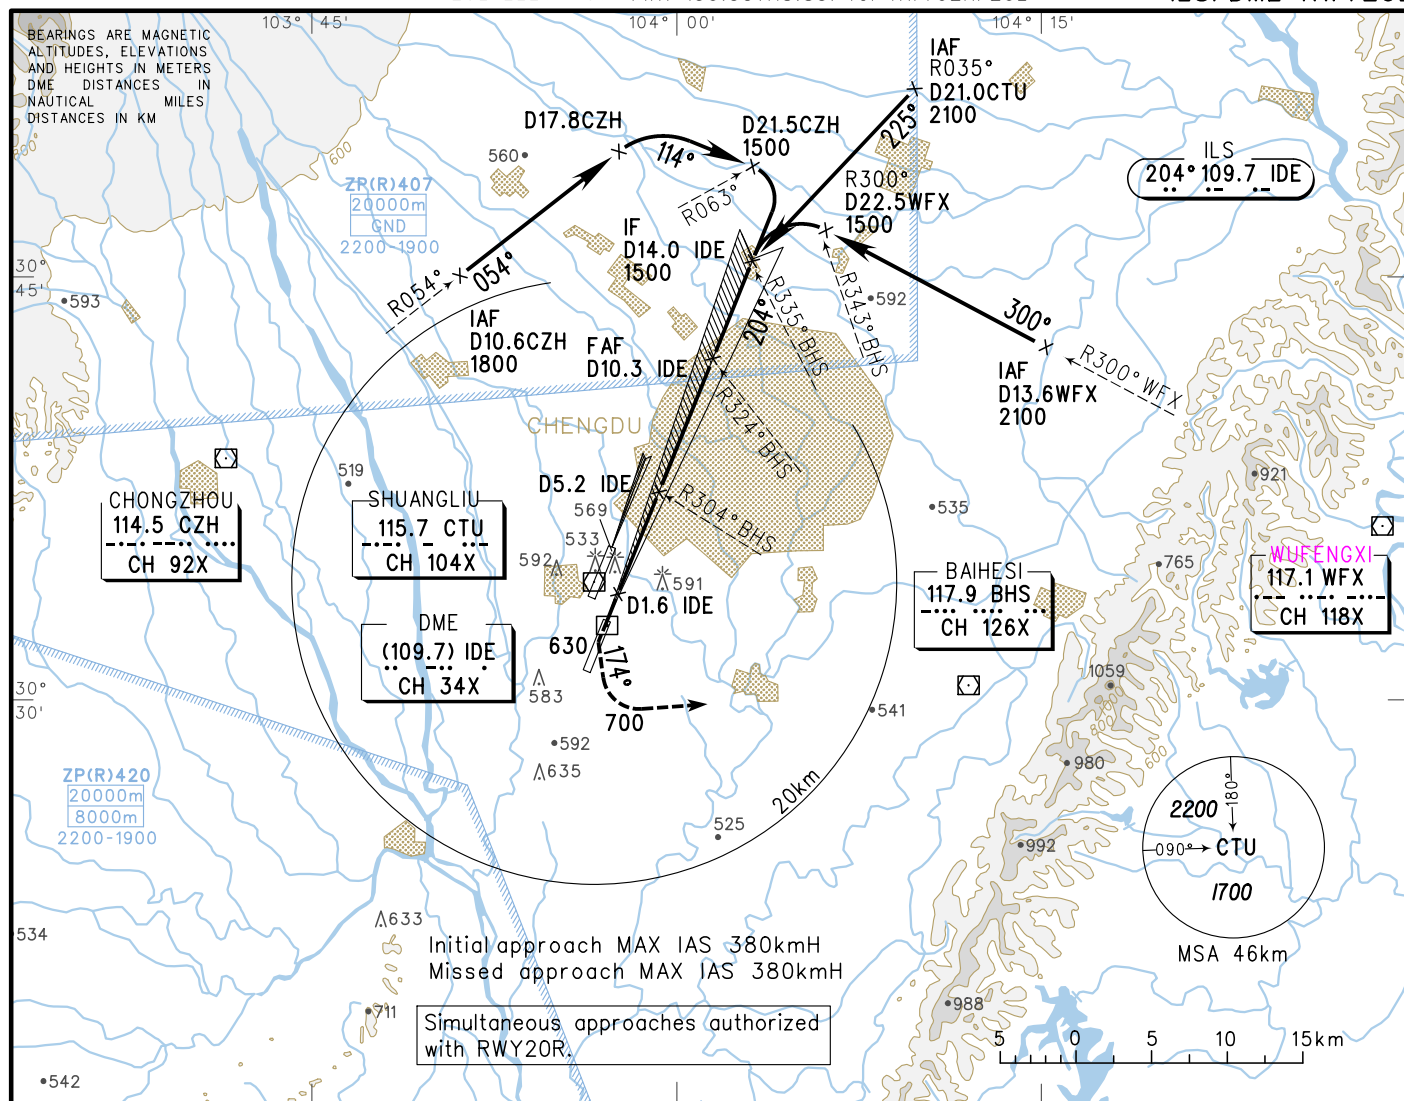 103° 45'
104° 00'
104° 15'
BEARINGS ARE MAGNETIC
ALTITUDES, ELEVATIONS
AND HEIGHTS IN METERS
DME DISTANCES IN
NAUTICAL MILES
DISTANCES IN KM
600
600
IAF
R035°
D21.0CTU
2100
225°
D17.8CZH
114°
D21.5CZH
1500
R063°
560
ILS
204° 109.7 IDE
ZP(R)407
20000m
GND
2200-1900
R300°
D22.5WFX
1500
IF
D14.0 IDE
1500
R054°
054°
30°
45'
593
IAF
D10.6CZH
1800
FAF
D10.3 IDE
204°
R335°BHS
R343°BHS
592
300°
IAF
D13.6WFX
2100
R300°WFX
R324°BHS
CHENGDU
519
D5.2 IDE
R304°BHS
569
533
592
591
535
921
765
CHONGZHOU
114.5 CZH
CH 92X
SHUANGLIU
115.7 CTU
CH 104X
DME
(109.7) IDE
CH 34X
BAIHESI
117.9 BHS
CH 126X
WUFENGXI
117.1 WFX
CH 118X
D1.6 IDE
630
174°
700
583
592
635
541
1059
800
600
980
30°
30'
ZP(R)420
20000m
8000m
2200-1900
20km
525
992
2200
180°
090°
CTU
1700
MSA 46km
633
534
711
542
988
Initial approach MAX IAS 380kmH
Missed approach MAX IAS 380kmH
Simultaneous approaches authorized
with RWY20R.
5 0 5 10 15km